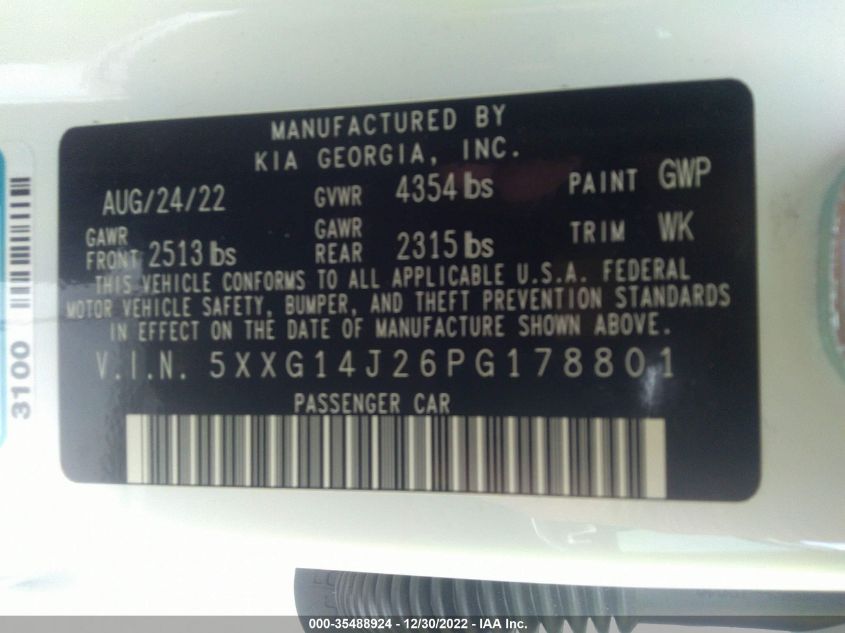 MANUFACTURED BY
KIA GEORGIA, INC.
AUG/24/22 GVWR 4354 lbs PAINT GWP
GAWR FRONT 2513 lbs GAWR REAR 2315 lbs TRIM WK
THIS VEHICLE CONFORMS TO ALL APPLICABLE U.S.A. FEDERAL
MOTOR VEHICLE SAFETY, BUMPER, AND THEFT PREVENTION STANDARDS
IN EFFECT ON THE DATE OF MANUFACTURE SHOWN ABOVE.
V.I.N. 5XXG14J26PG178801
PASSENGER CAR
3100
000-35488924 - 12/30/2022 - IAA Inc.